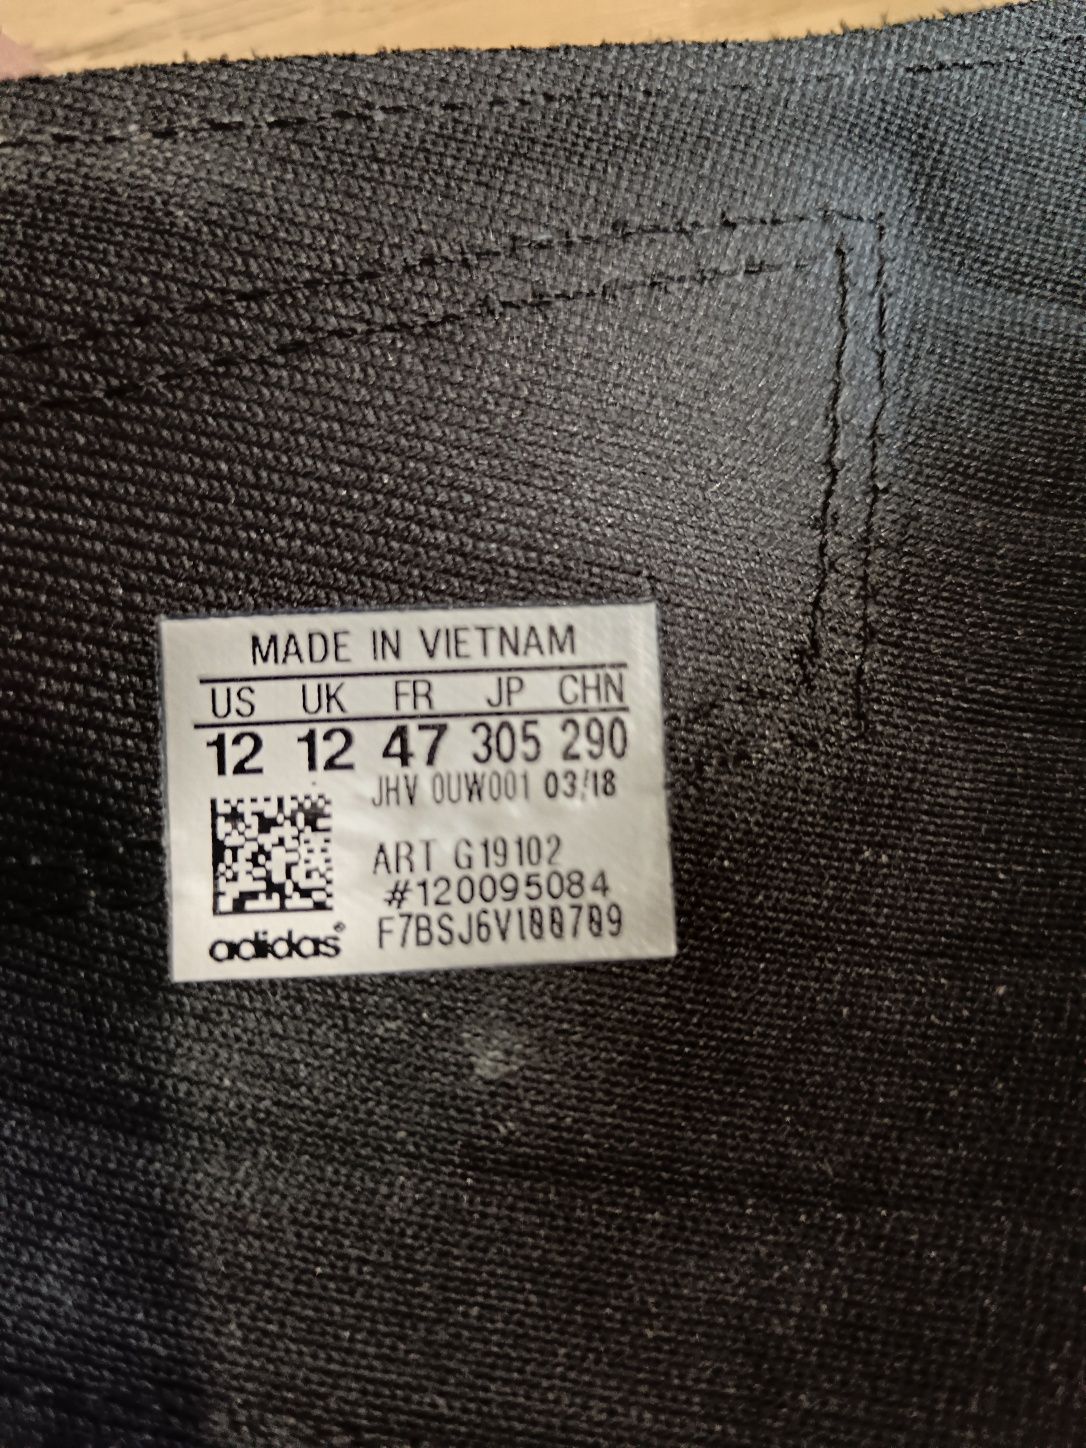 MADE IN VIETNAM
US UK FR JP CHN
12 12 47 305 290
JHV 0UW001 03/18
ART G19102
#120095084
F7BSJ6V100709
adidas®